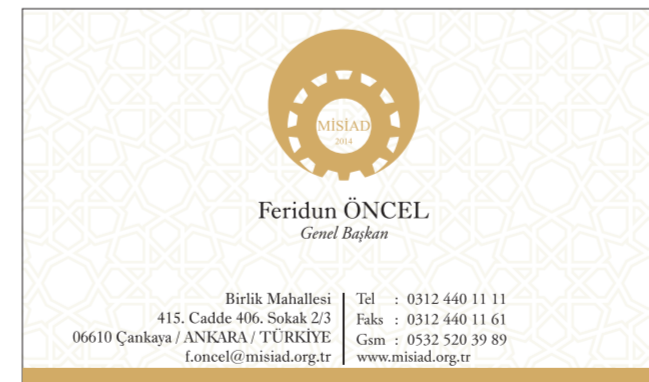 MİSİAD
2014
Feridun ÖNCEL
Genel Başkan
Birlik Mahallesi
415. Cadde 406. Sokak 2/3
06610 Çankaya / ANKARA / TÜRKİYE
f.oncel@misiad.org.tr
Tel : 0312 440 11 11
Faks : 0312 440 11 61
Gsm : 0532 520 39 89
www.misiad.org.tr